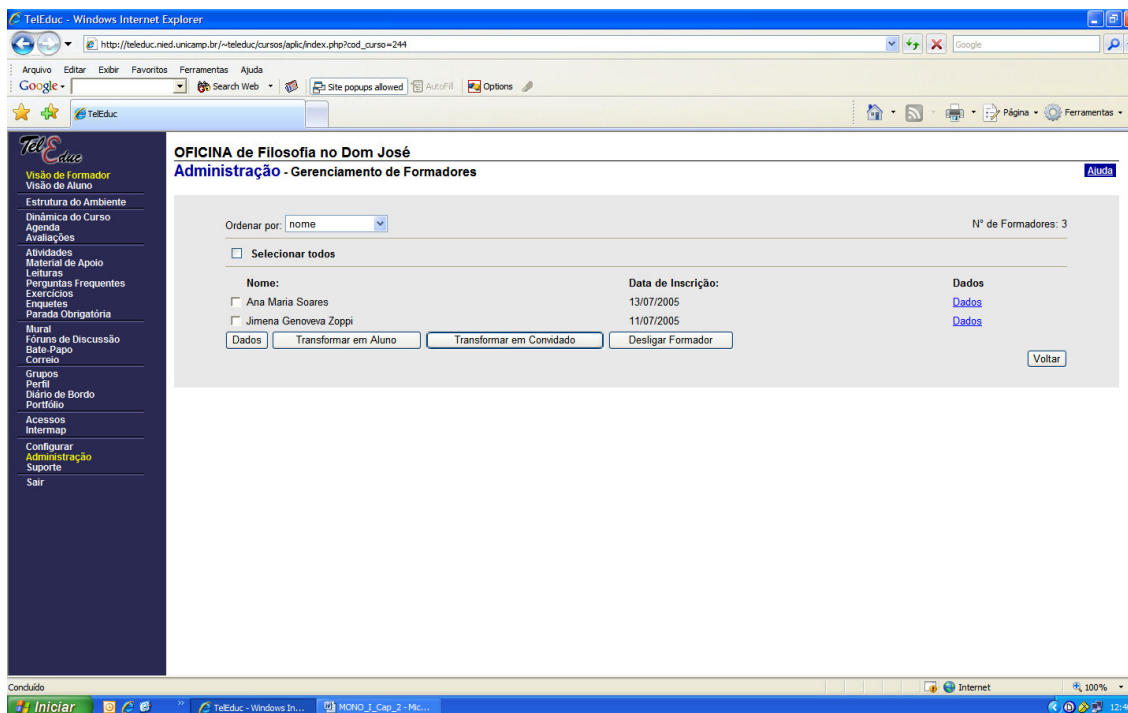 TelEduc - Windows Internet Explorer
http://teleduc.nied.unicamp.br/~teleduc/cursos/aplic/index.php?cod_curso=244
Google
Arquivo Editar Exibir Favoritos Ferramentas Ajuda
Google Search Web Site popups allowed AutoFill Options
TelEduc Página Ferramentas
TelEduc
OFICINA de Filosofia no Dom José
Administração - Gerenciamento de Formadores Ajuda
Visão de Formador
Visão de Aluno
Estrutura do Ambiente
Dinâmica do Curso
Agenda
Avaliações
Atividades
Material de Apoio
Leituras
Perguntas Frequentes
Exercícios
Enquetes
Parada Obrigatória
Mural
Fóruns de Discussão
Bate-Papo
Correio
Grupos
Perfil
Diário de Bordo
Portfólio
Acessos
Intermap
Configurar
Administração
Suporte
Sair
Ordenar por: nome Nº de Formadores: 3
Selecionar todos
Nome: Data de Inscrição: Dados
Ana Maria Soares 13/07/2005 Dados
Jimena Genoveva Zoppi 11/07/2005 Dados
Dados Transformar em Aluno Transformar em Convidado Desligar Formador
Voltar
Concluído Internet 100%
Iniciar TelEduc - Windows In... MONO_I_Cap_2 - Mic...